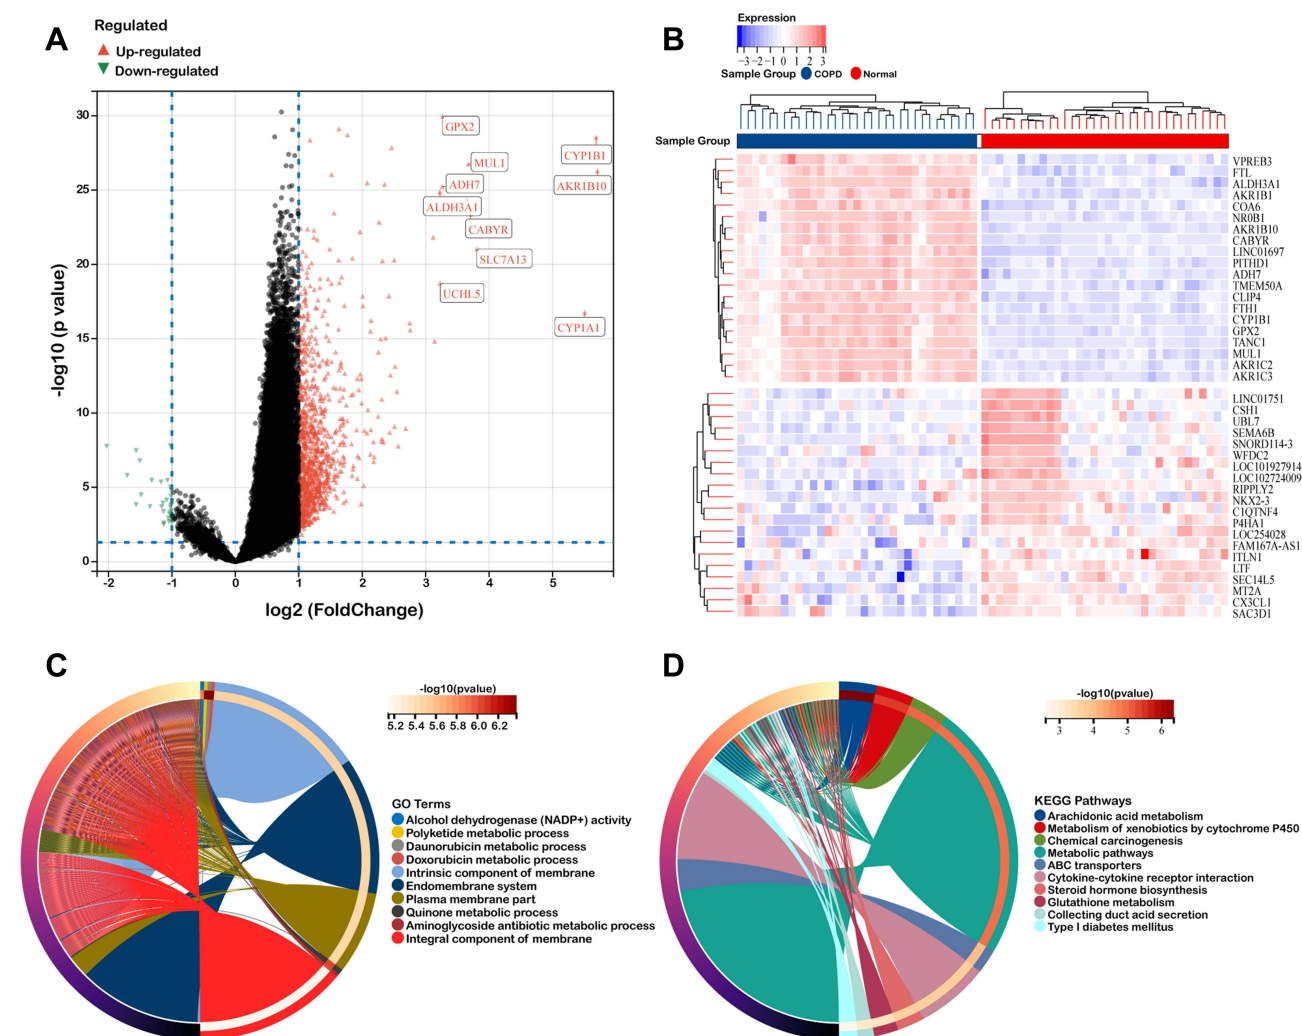 A
Regulated
Up-regulated
Down-regulated
-log10 (p value)
30
25
20
15
10
5
0
GPX2
MUL1
ADH7
ALDH3A1
CABYR
SLC7A13
UCHL5
CYP1B1
AKR1B10
CYP1A1
-2 -1 0 1 2 3 4 5
log2 (FoldChange)
B
Expression
−3 −2 −1 0 1 2 3
Sample Group COPD Normal
Sample Group
VPREB3
FTL
ALDH3A1
AKR1B1
COA6
NR0B1
AKR1B10
CABYR
LINC01697
PITHD1
ADH7
TMEM50A
CLIP4
FTH1
CYP1B1
GPX2
TANC1
MUL1
AKR1C2
AKR1C3
LINC01751
CSH1
UBL7
SEMA6B
SNORD114-3
WFDC2
LOC101927914
LOC102724009
RIPPLY2
NKX2-3
C1QTNF4
P4HA1
LOC254028
FAM167A-AS1
ITLN1
LTF
SEC14L5
MT2A
CX3CL1
SAC3D1
C
-log10(pvalue)
5.2 5.4 5.6 5.8 6.0 6.2
GO Terms
Alcohol dehydrogenase (NADP+) activity
Polyketide metabolic process
Daunorubicin metabolic process
Doxorubicin metabolic process
Intrinsic component of membrane
Endomembrane system
Plasma membrane part
Quinone metabolic process
Aminoglycoside antibiotic metabolic process
Integral component of membrane
D
-log10(pvalue)
3 4 5 6
KEGG Pathways
Arachidonic acid metabolism
Metabolism of xenobiotics by cytochrome P450
Chemical carcinogenesis
Metabolic pathways
ABC transporters
Cytokine-cytokine receptor interaction
Steroid hormone biosynthesis
Glutathione metabolism
Collecting duct acid secretion
Type I diabetes mellitus